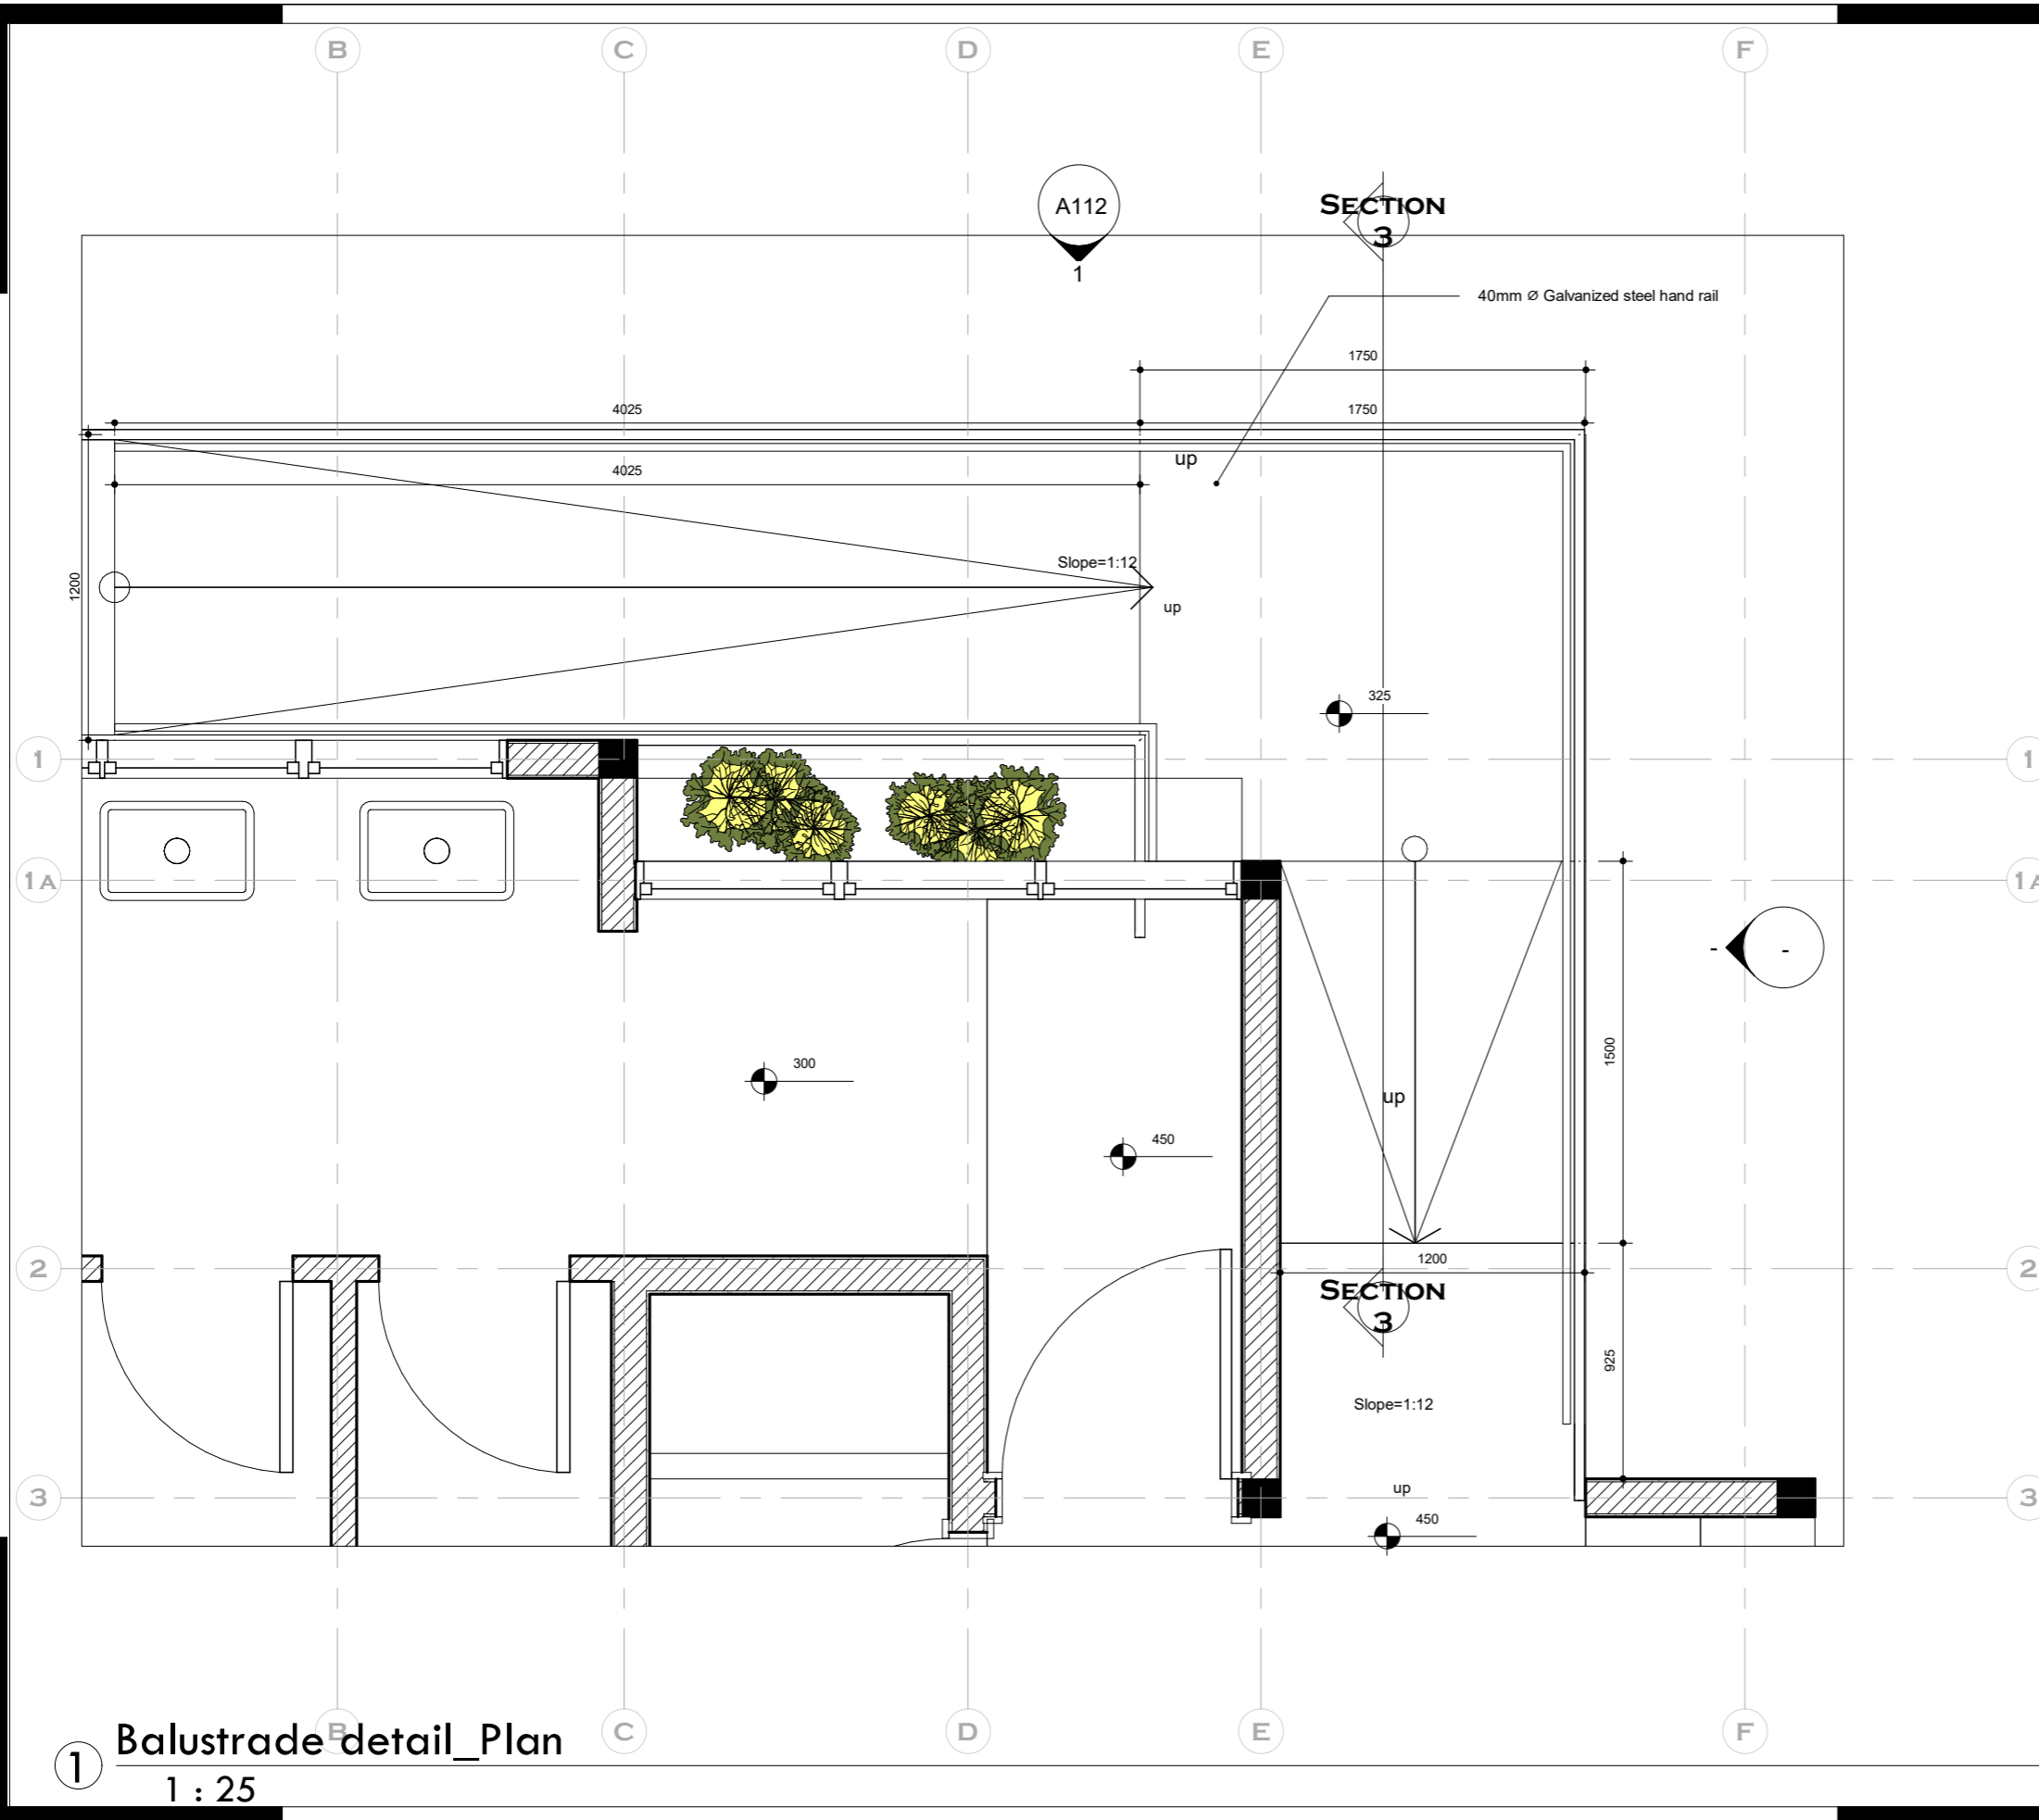 B C D E F
A112
1
SECTION
3
40mm Ø Galvanized steel hand rail
1750
4025 1750
up
4025
Slope=1:12
1200
up
325
1 1
1A 1A
- -
1500
300
up
450
2 1200 2
SECTION
3
925
Slope=1:12
up
3 3
450
B C D E F
1 Balustrade detail_Plan
1 : 25